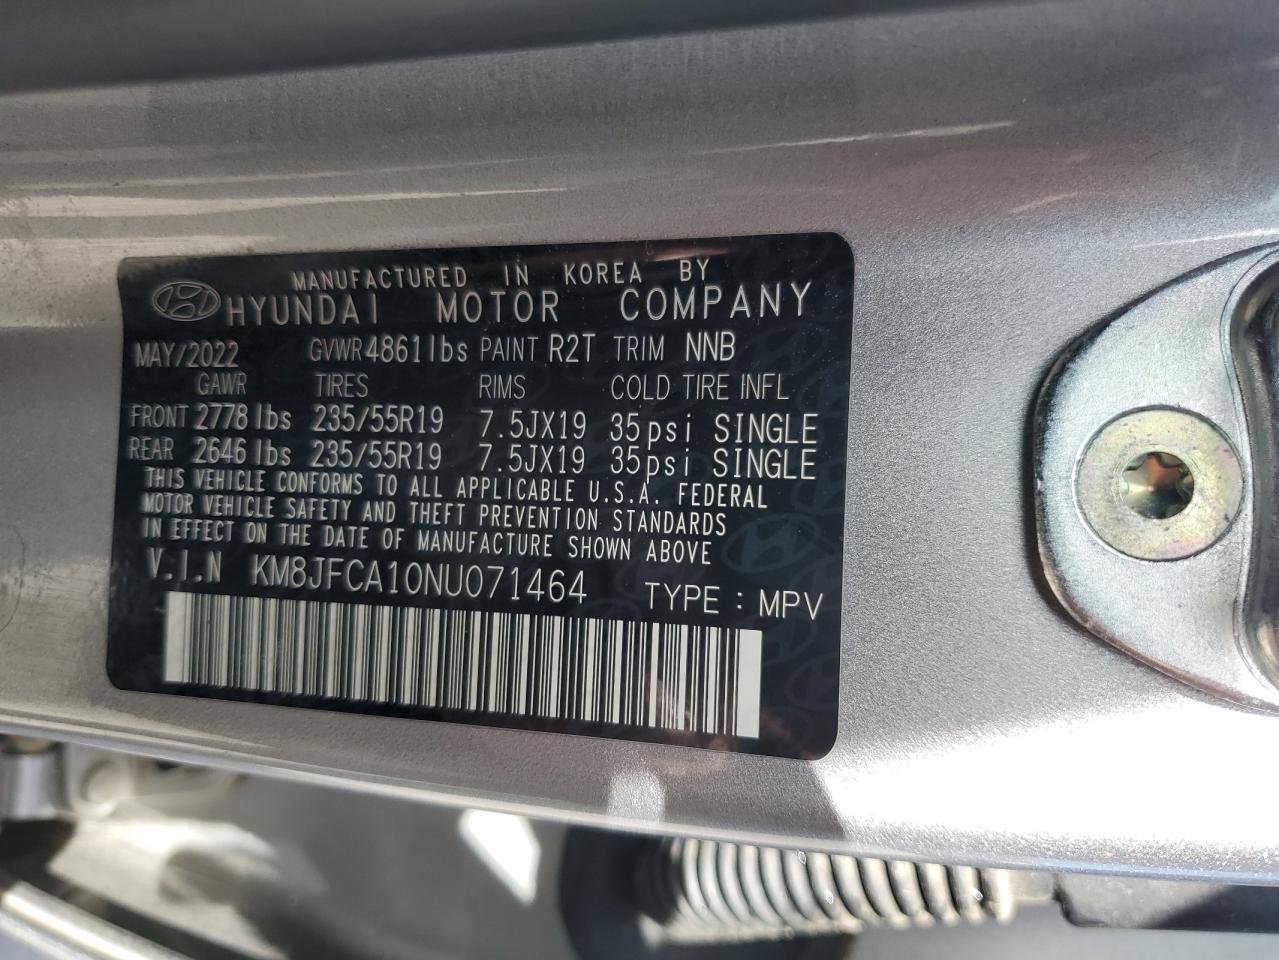 MANUFACTURED IN KOREA BY
HYUNDAI MOTOR COMPANY
MAY/2022 GVWR 4861lbs PAINT R2T TRIM NNB
GAWR TIRES RIMS COLD TIRE INFL
FRONT 2778 lbs 235/55R19 7.5JX19 35psi SINGLE
REAR 2646 lbs 235/55R19 7.5JX19 35psi SINGLE
THIS VEHICLE CONFORMS TO ALL APPLICABLE U.S.A. FEDERAL
MOTOR VEHICLE SAFETY AND THEFT PREVENTION STANDARDS
IN EFFECT ON THE DATE OF MANUFACTURE SHOWN ABOVE
V.I.N KM8JFCA10NU071464 TYPE : MPV